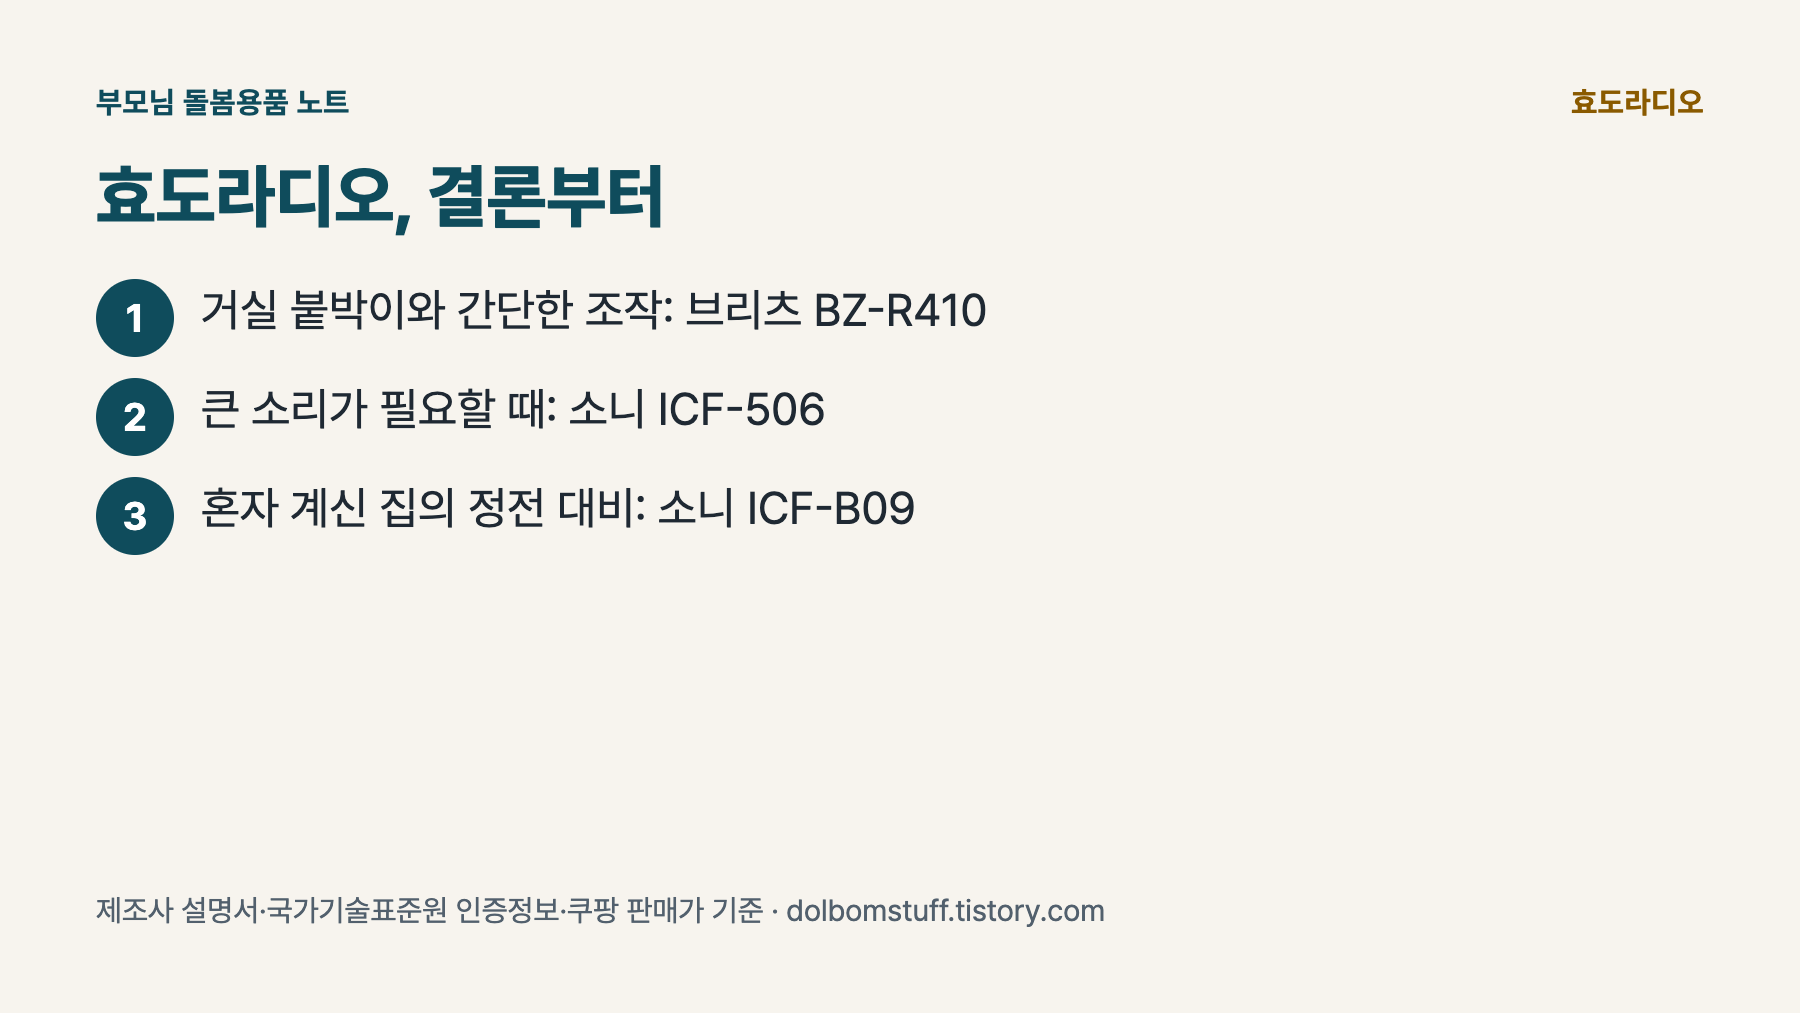 부모님 돌봄용품 노트
효도라디오
효도라디오, 결론부터
1 거실 붙박이와 간단한 조작: 브리츠 BZ-R410
2 큰 소리가 필요할 때: 소니 ICF-506
3 혼자 계신 집의 정전 대비: 소니 ICF-B09
제조사 설명서·국가기술표준원 인증정보·쿠팡 판매가 기준 · dolbomstuff.tistory.com